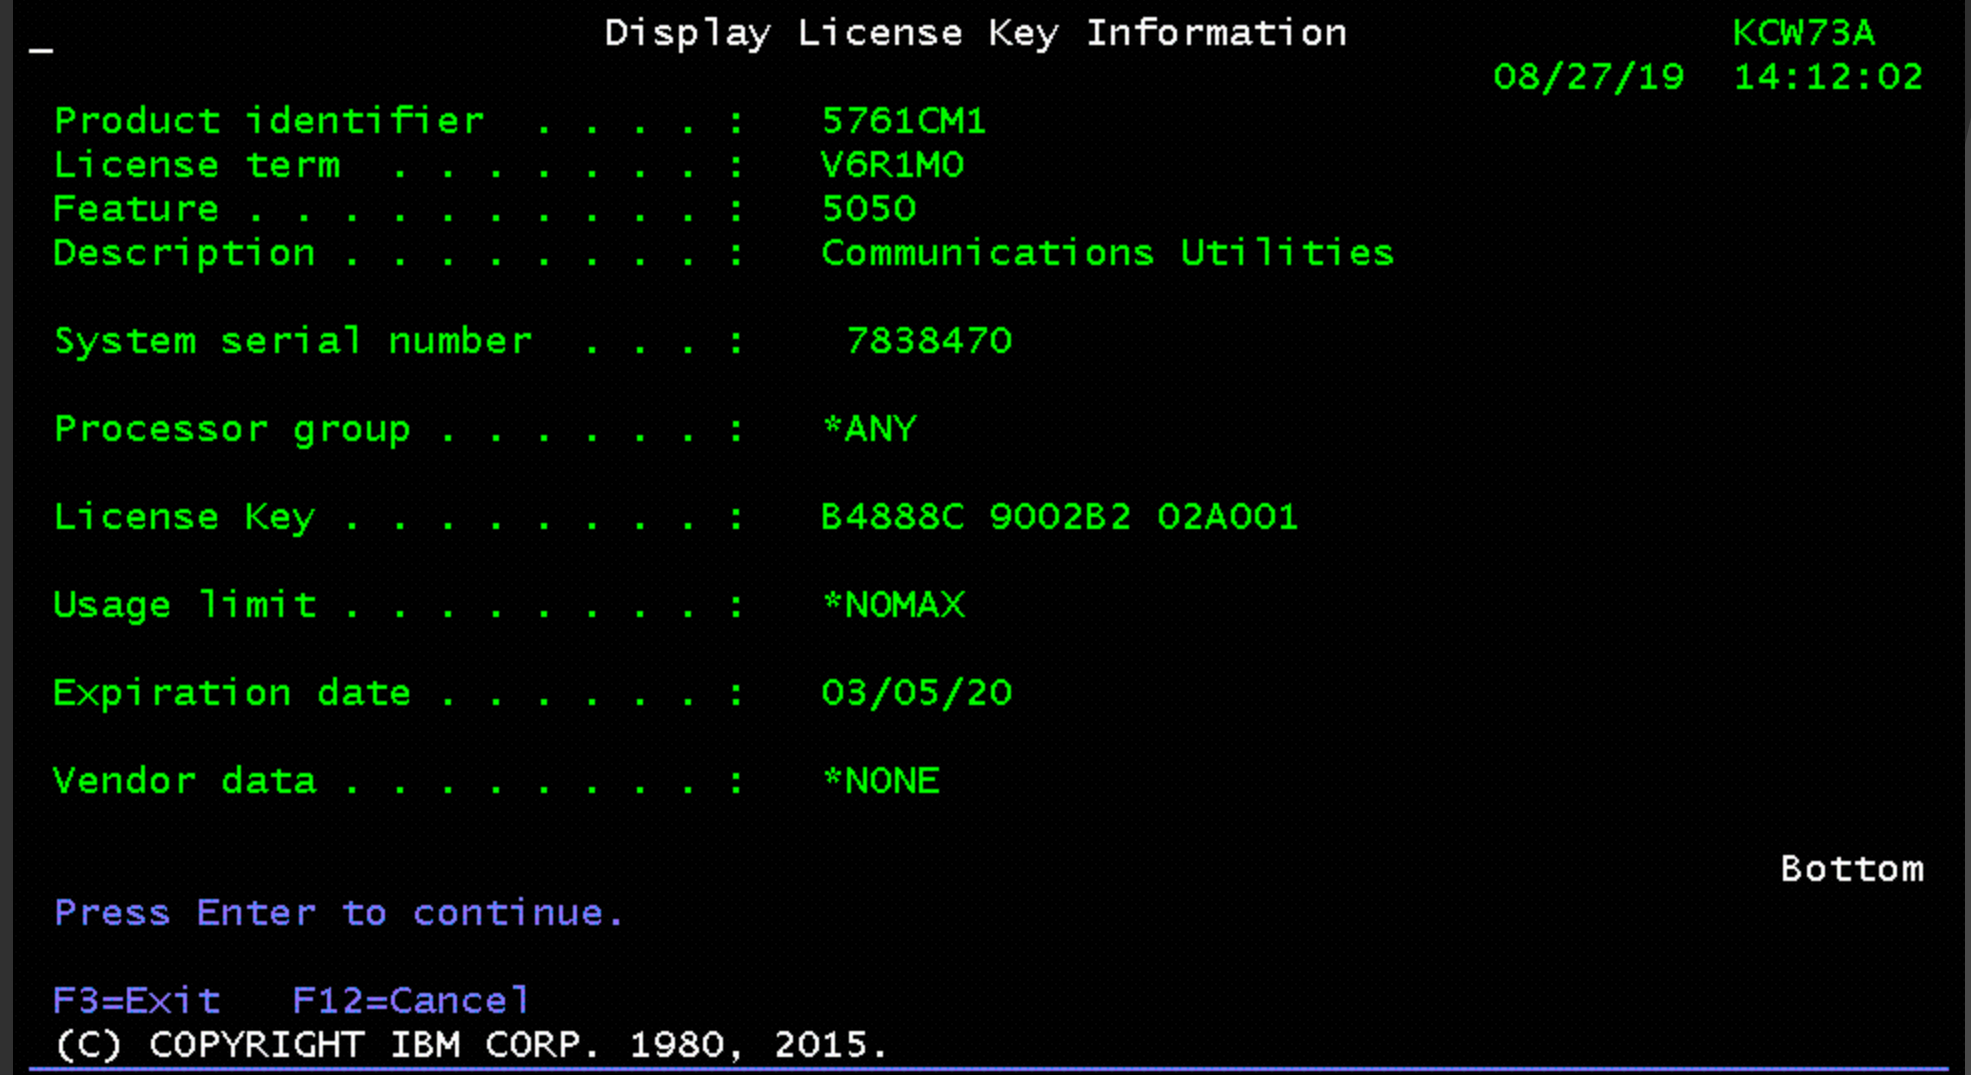 _ Display License Key Information KCW73A
08/27/19 14:12:02
Product identifier . . . . : 5761CM1
License term . . . . . . . : V6R1M0
Feature . . . . . . . . . . : 5050
Description . . . . . . . . : Communications Utilities
System serial number . . . : 7838470
Processor group . . . . . . : *ANY
License Key . . . . . . . . : B4888C 9002B2 02A001
Usage limit . . . . . . . . : *NOMAX
Expiration date . . . . . . : 03/05/20
Vendor data . . . . . . . . : *NONE
Bottom
Press Enter to continue.
F3=Exit F12=Cancel
(C) COPYRIGHT IBM CORP. 1980, 2015.